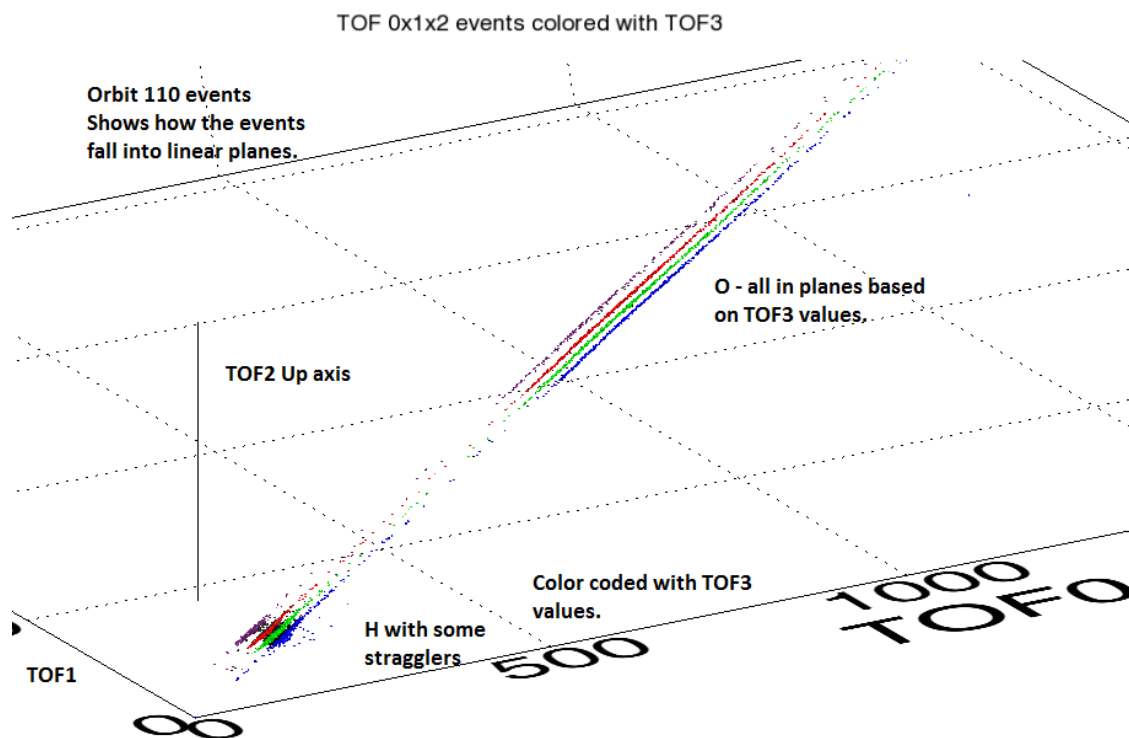 TOF 0x1x2 events colored with TOF3
Orbit 110 events
Shows how the events
fall into linear planes.
O - all in planes based
on TOF3 values,
TOF2 Up axis
Color coded with TOF3
values.
1000
TOF0
H with some
stragglers
500
TOF1
0
0